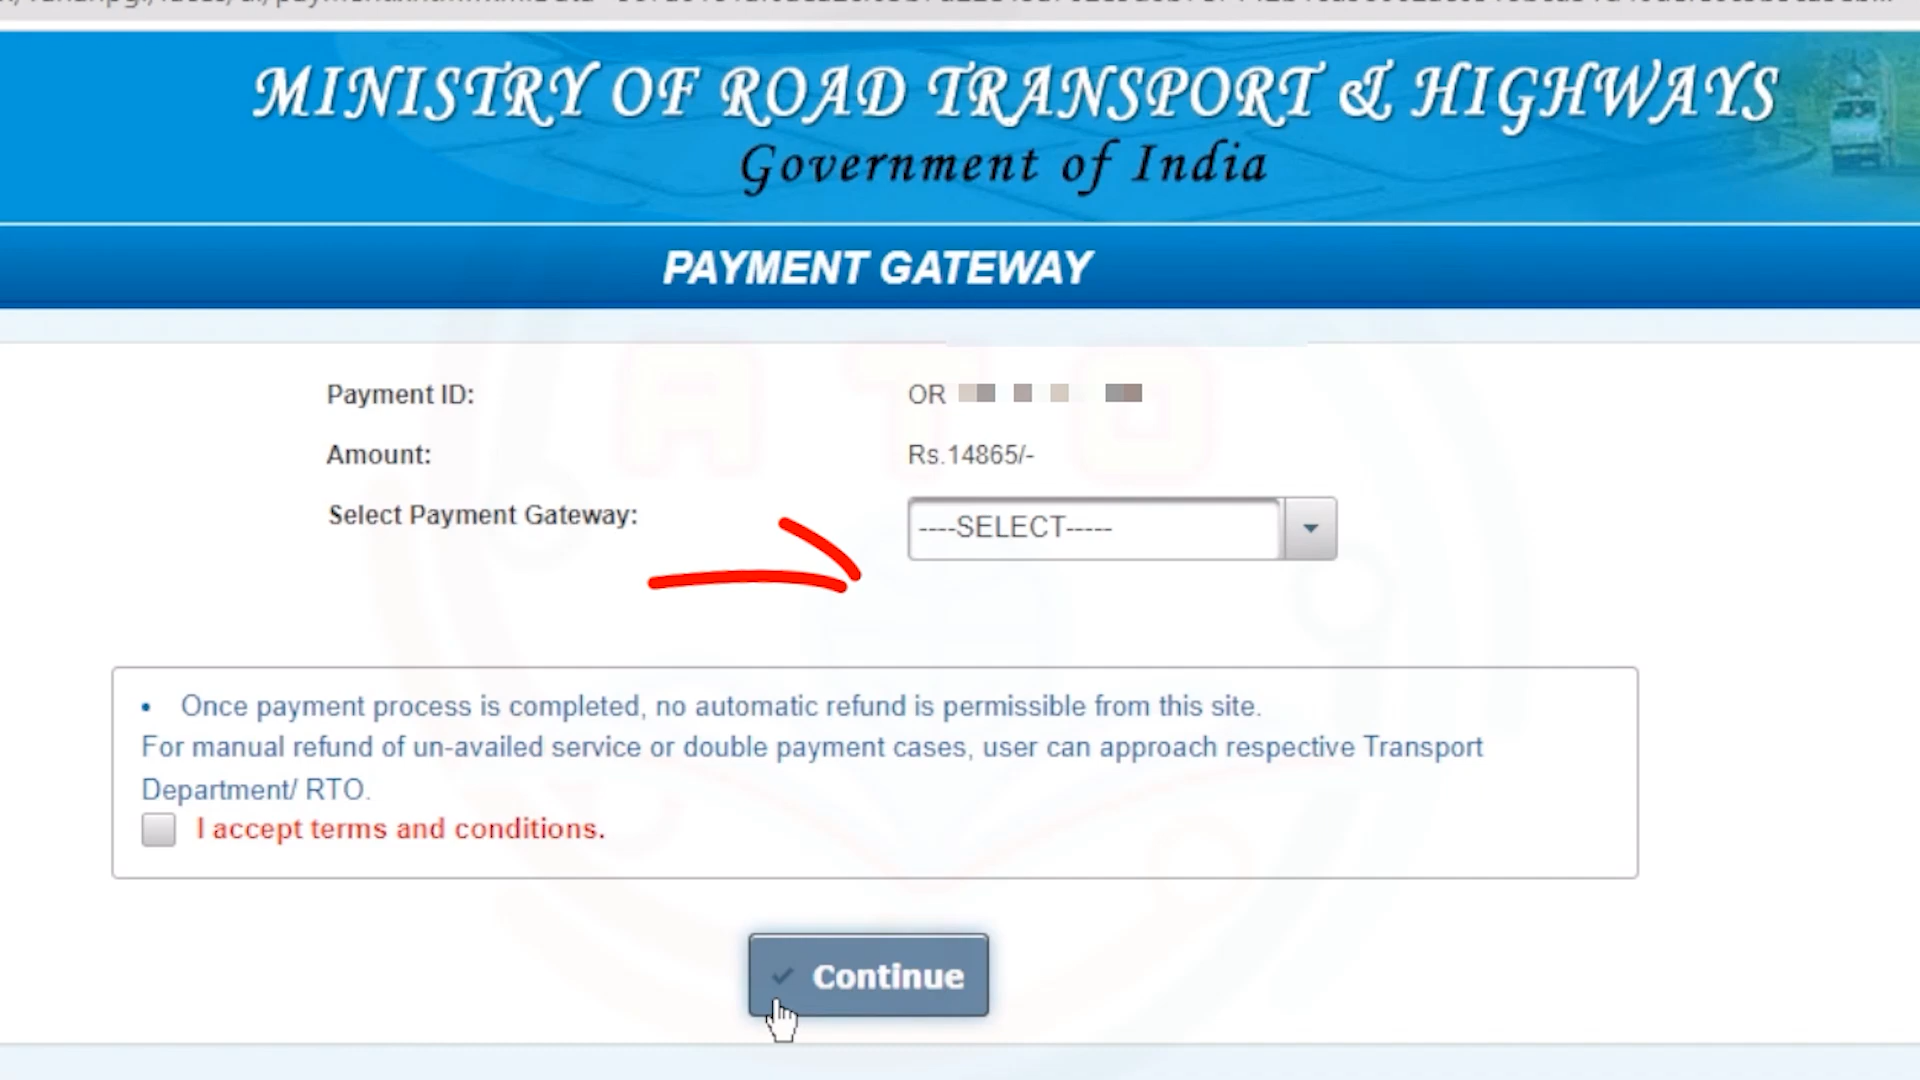 MINISTRY OF ROAD TRANSPORT & HIGHWAYS
Government of India
PAYMENT GATEWAY
Payment ID: OR
Amount: Rs.14865/-
Select Payment Gateway: ----SELECT-----
• Once payment process is completed, no automatic refund is permissible from this site.
For manual refund of un-availed service or double payment cases, user can approach respective Transport
Department/ RTO.
I accept terms and conditions.
Continue